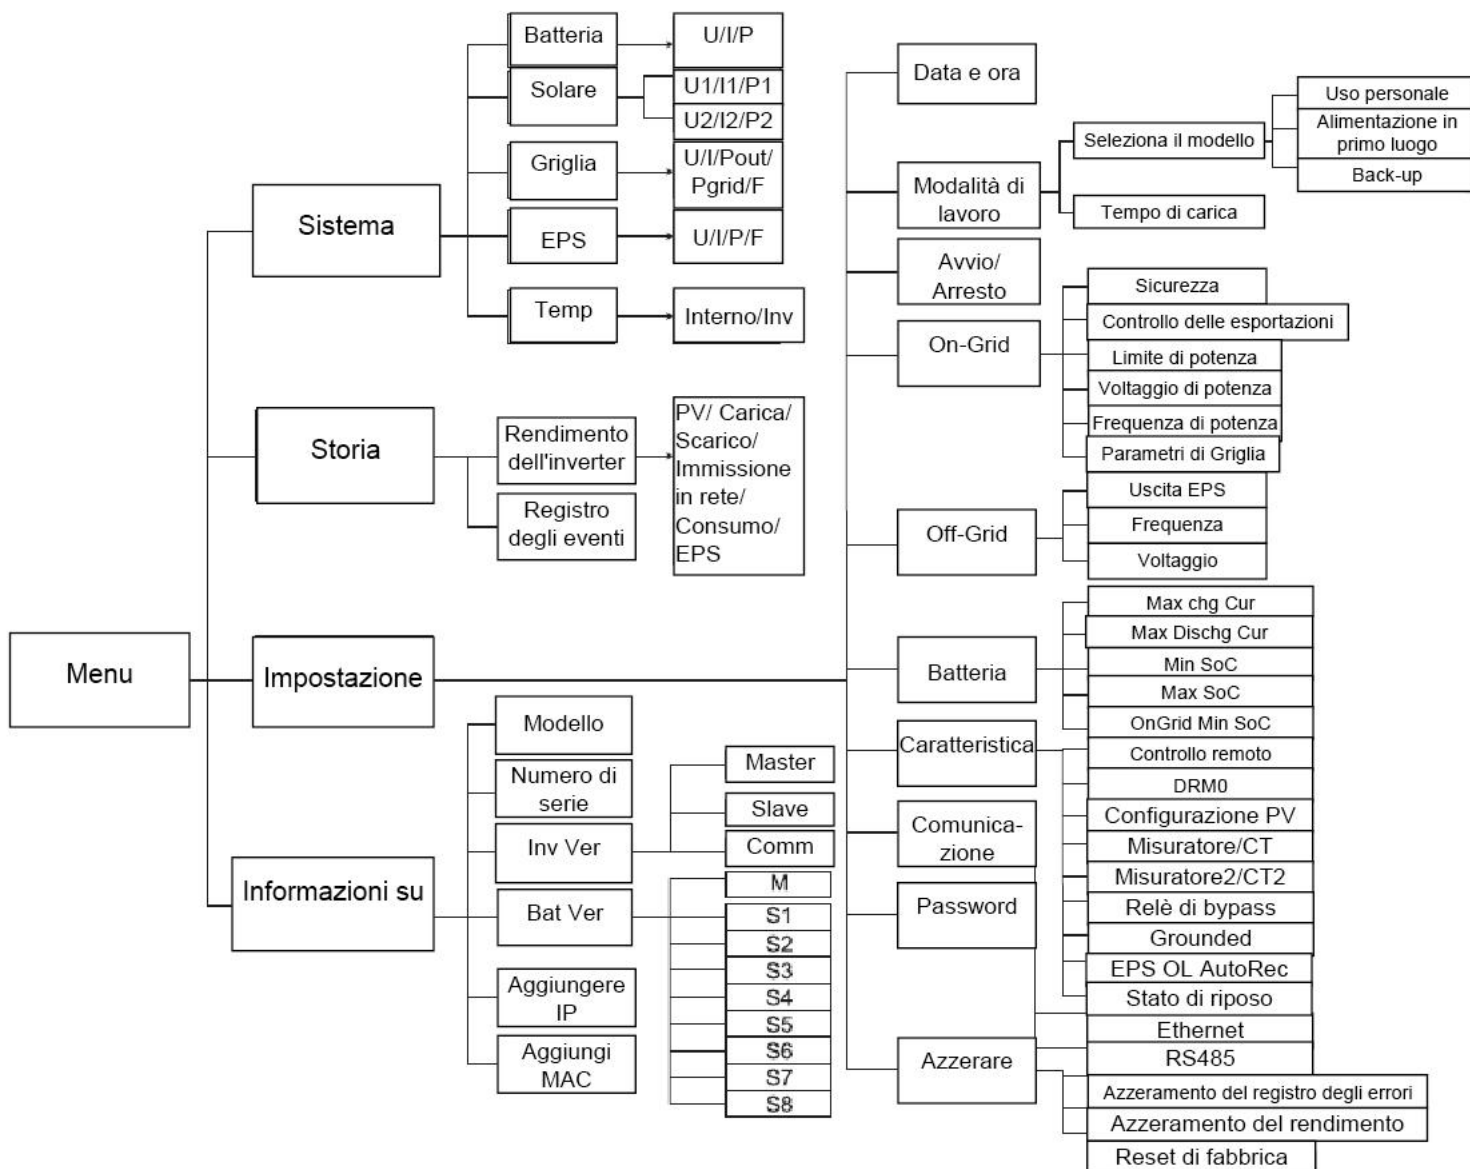 Menu
Sistema
Batteria
U/I/P
Solare
U1/I1/P1
U2/I2/P2
Griglia
U/I/Pout/
Pgrid/F
EPS
U/I/P/F
Temp
Interno/Inv
Storia
Rendimento
dell'inverter
PV/ Carica/
Scarico/
Immissione
in rete/
Consumo/
EPS
Registro
degli eventi
Impostazione
Data e ora
Modalità di
lavoro
Seleziona il modello
Uso personale
Alimentazione in
primo luogo
Back-up
Tempo di carica
Avvio/
Arresto
On-Grid
Sicurezza
Controllo delle esportazioni
Limite di potenza
Voltaggio di potenza
Frequenza di potenza
Parametri di Griglia
Off-Grid
Uscita EPS
Frequenza
Voltaggio
Batteria
Max chg Cur
Max Dischg Cur
Min SoC
Max SoC
OnGrid Min SoC
Caratteristica
Controllo remoto
DRM0
Configurazione PV
Misuratore/CT
Misuratore2/CT2
Relè di bypass
Grounded
EPS OL AutoRec
Stato di riposo
Comunica-
zione
Ethernet
RS485
Password
Azzerare
Azzeramento del registro degli errori
Azzeramento del rendimento
Reset di fabbrica
Informazioni su
Modello
Numero di
serie
Inv Ver
Master
Slave
Comm
Bat Ver
M
S1
S2
S3
S4
S5
S6
S7
S8
Aggiungere
IP
Aggiungi
MAC